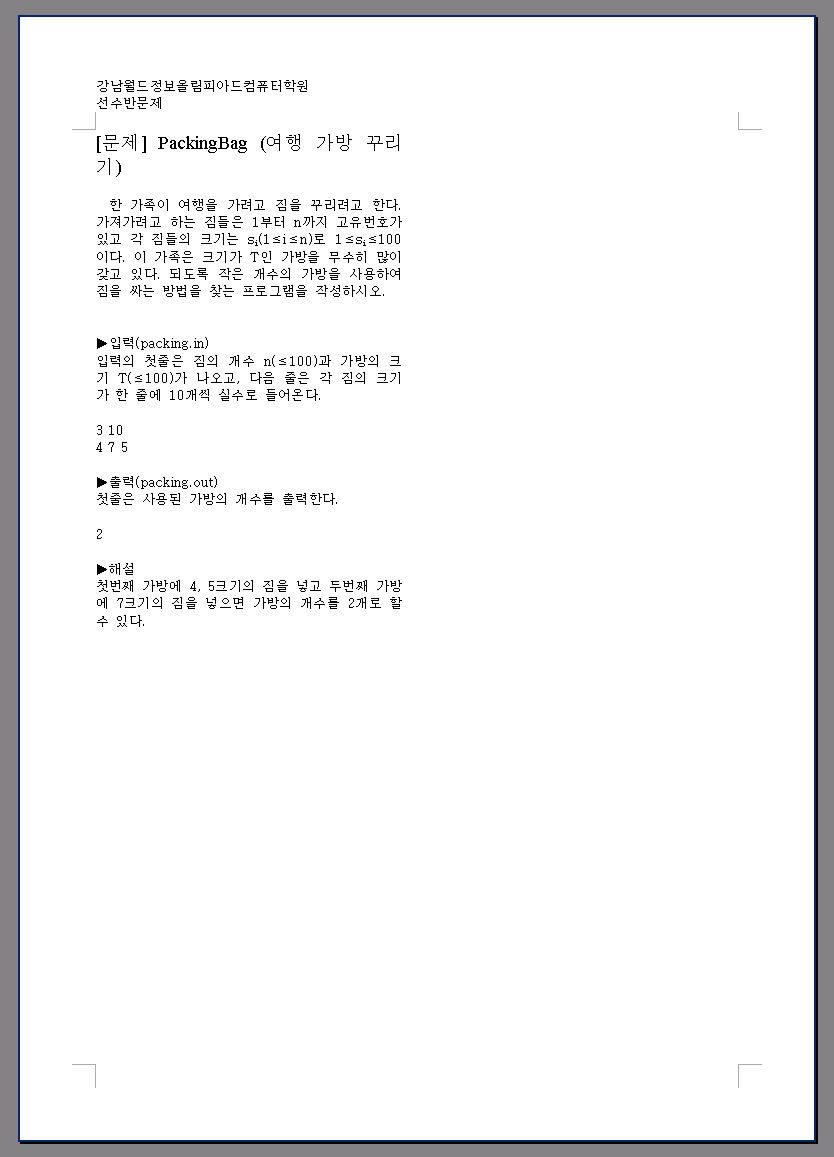 강남월드정보올림피아드컴퓨터학원
선수반문제
[문제] PackingBag (여행 가방 꾸리
기)
한 가족이 여행을 가려고 짐을 꾸리려고 한다.
가져가려고 하는 짐들은 1부터 n까지 고유번호가
있고 각 짐들의 크기는 sᵢ(1≤i≤n)로 1≤sᵢ≤100
이다. 이 가족은 크기가 T인 가방을 무수히 많이
갖고 있다. 되도록 작은 개수의 가방을 사용하여
짐을 싸는 방법을 찾는 프로그램을 작성하시오.
▶입력(packing.in)
입력의 첫줄은 짐의 개수 n(≤100)과 가방의 크
기 T(≤100)가 나오고, 다음 줄은 각 짐의 크기
가 한 줄에 10개씩 실수로 들어온다.
3 10
4 7 5
▶출력(packing.out)
첫줄은 사용된 가방의 개수를 출력한다.
2
▶해설
첫번째 가방에 4, 5크기의 짐을 넣고 두번째 가방
에 7크기의 짐을 넣으면 가방의 개수를 2개로 할
수 있다.